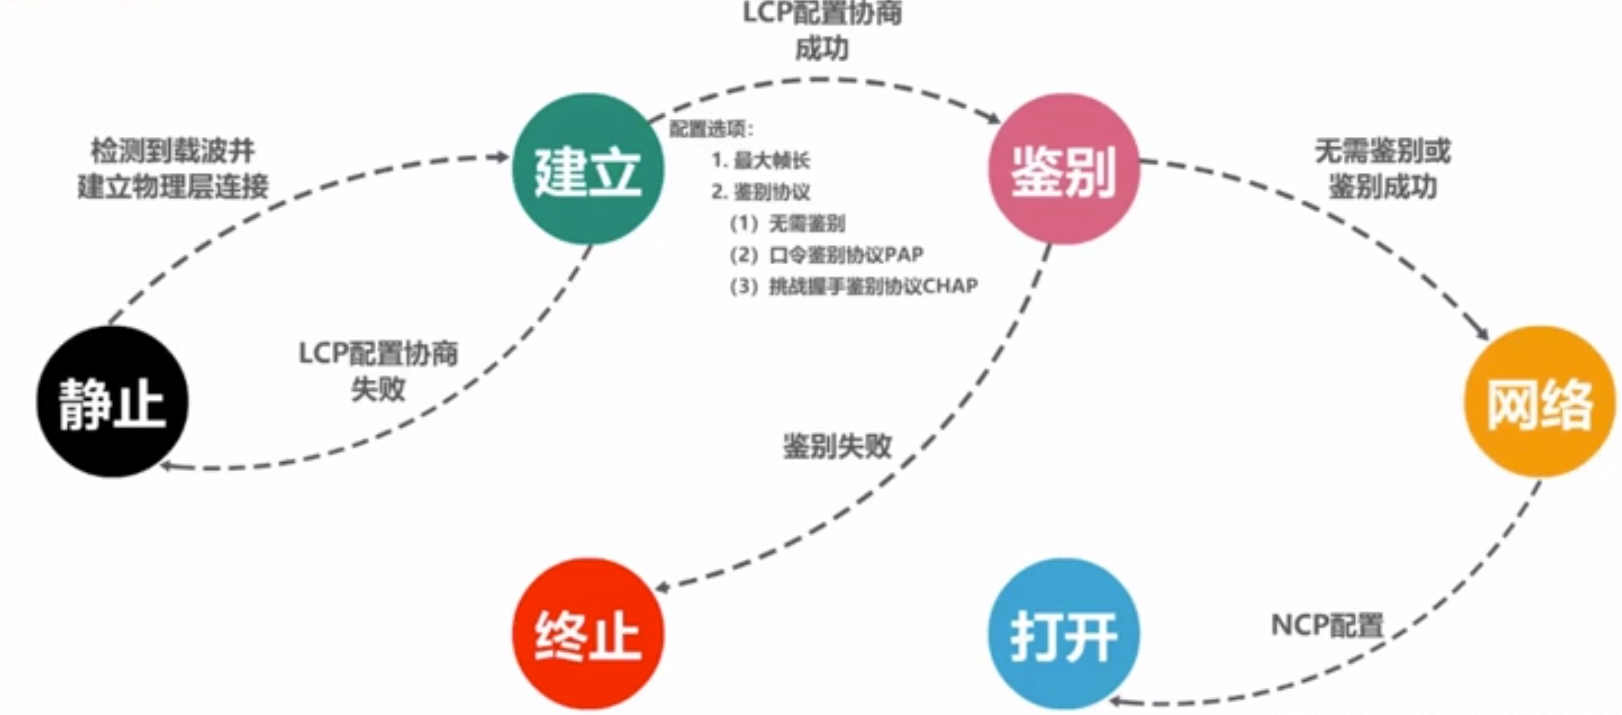 LCP配置协商
成功
建立
鉴别
配置选项:
1. 最大帧长
2. 鉴别协议
(1) 无需鉴别
(2) 口令鉴别协议PAP
(3) 挑战握手鉴别协议CHAP
检测到载波并
建立物理层连接
无需鉴别或
鉴别成功
静止
LCP配置协商
失败
网络
鉴别失败
终止
打开
NCP配置